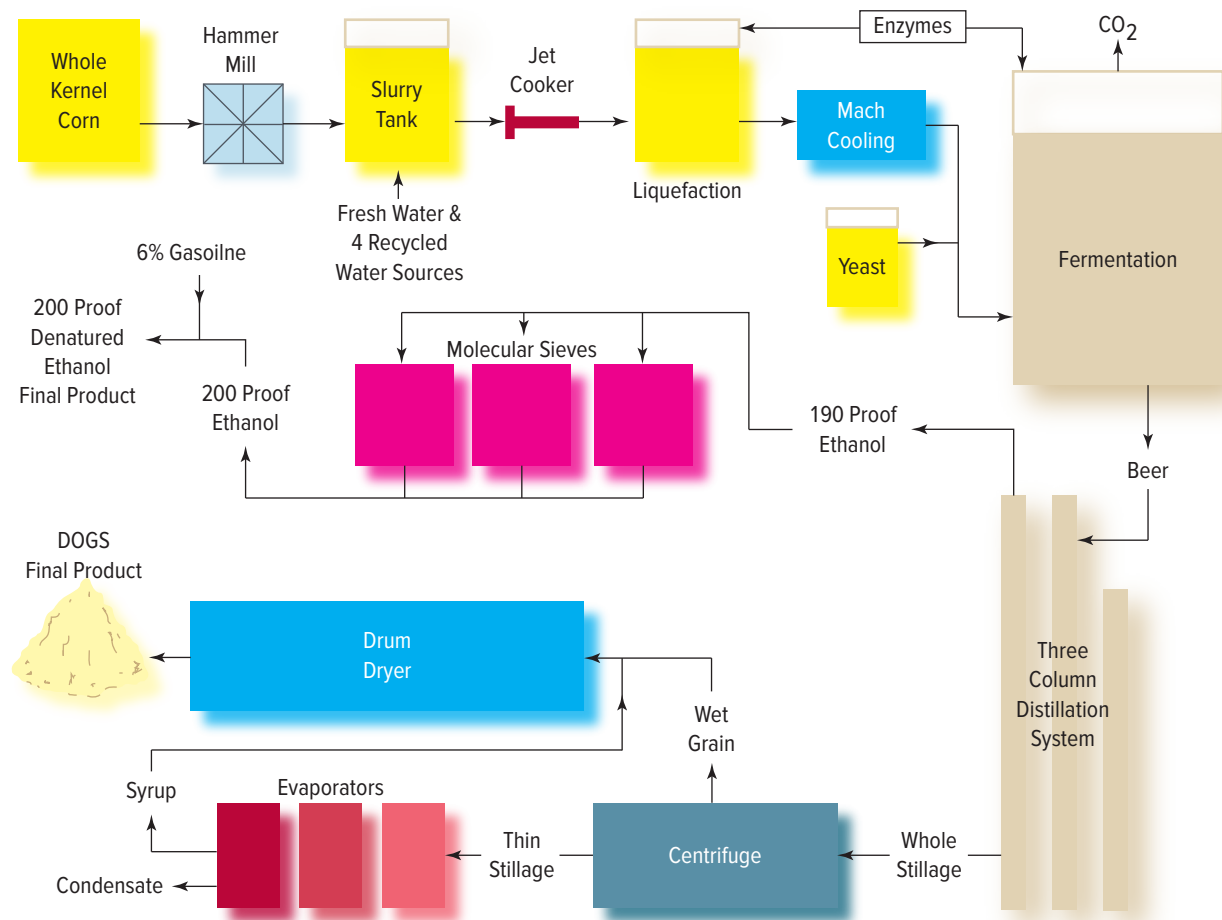 Whole
Kernel
Corn
Hammer
Mill
Slurry
Tank
Jet
Cooker
Enzymes
CO2
Mach
Cooling
Liquefaction
Fresh Water &
4 Recycled
Water Sources
Yeast
Fermentation
6% Gasoilne
200 Proof
Denatured
Ethanol
Final Product
200 Proof
Ethanol
Molecular Sieves
190 Proof
Ethanol
Beer
DOGS
Final Product
Drum
Dryer
Three
Column
Distillation
System
Wet
Grain
Syrup
Evaporators
Thin
Stillage
Centrifuge
Whole
Stillage
Condensate